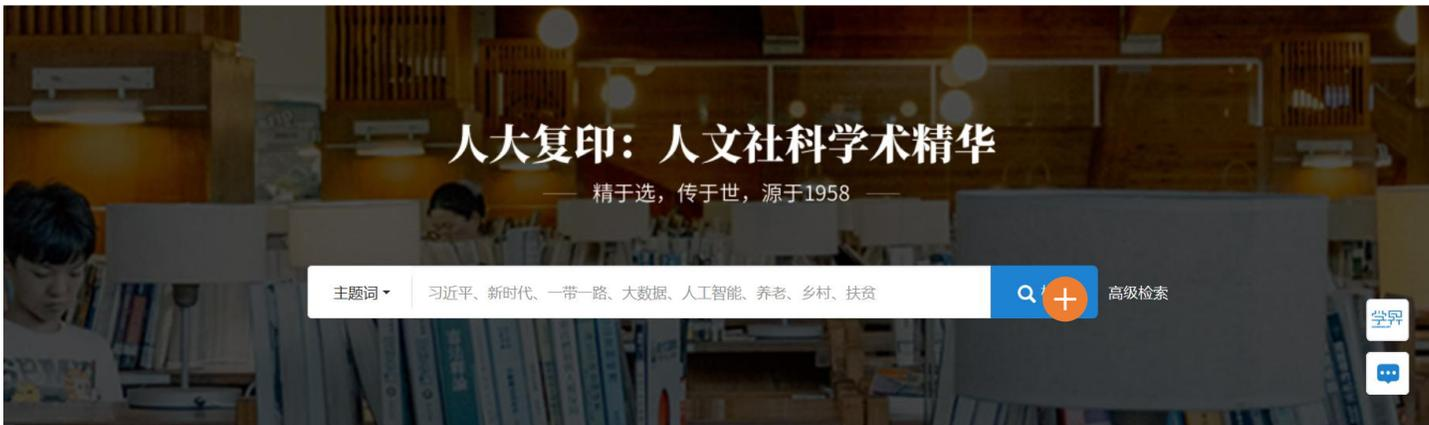 人大复印：人文社科学术精华
精于选，传于世，源于1958
主题词
习近平、新时代、一带一路、大数据、人工智能、养老、乡村、扶贫
高级检索
学界